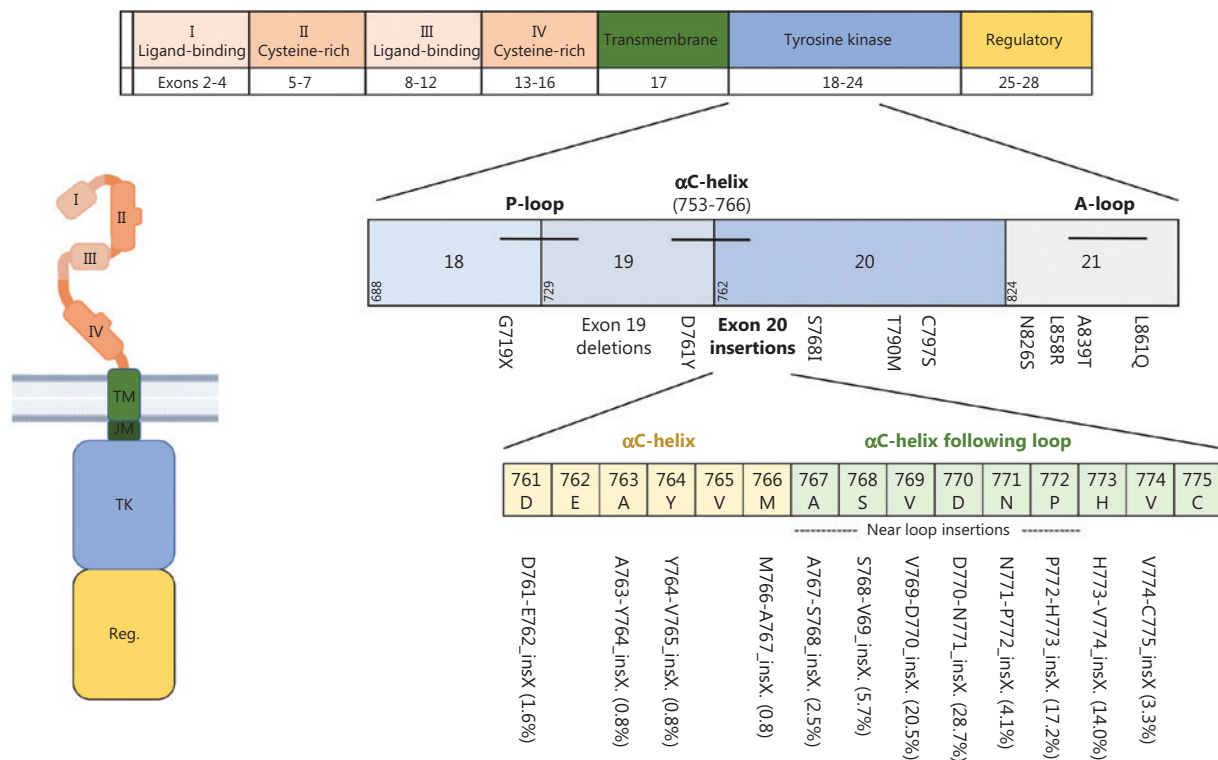 I II III IV Transmembrane Tyrosine kinase Regulatory
Ligand-binding Cysteine-rich Ligand-binding Cysteine-rich
Exons 2-4 5-7 8-12 13-16 17 18-24 25-28
αC-helix
(753-766)
P-loop
A-loop
18 19 20 21
688 729 762 824
G719X
Exon 19
deletions
D761Y
Exon 20
insertions
S768I
T790M
C797S
N826S
L858R
A839T
L861Q
I
II
III
IV
TM
JM
TK
Reg.
αC-helix αC-helix following loop
761 762 763 764 765 766 767 768 769 770 771 772 773 774 775
D E A Y V M A S V D N P H V C
------------ Near loop insertions -----------
D761-E762_insX (1.6%)
A763-Y764_insX. (0.8%)
Y764-V765_insX. (0.8%)
M766-A767_insX. (0.8)
A767-S768_insX. (2.5%)
S768-V69_insX. (5.7%)
V769-D770_insX. (20.5%)
D770-N771_insX. (28.7%)
N771-P772_insX. (4.1%)
P772-H773_insX. (17.2%)
H773-V774_insX. (14.0%)
V774-C775_insX (3.3%)